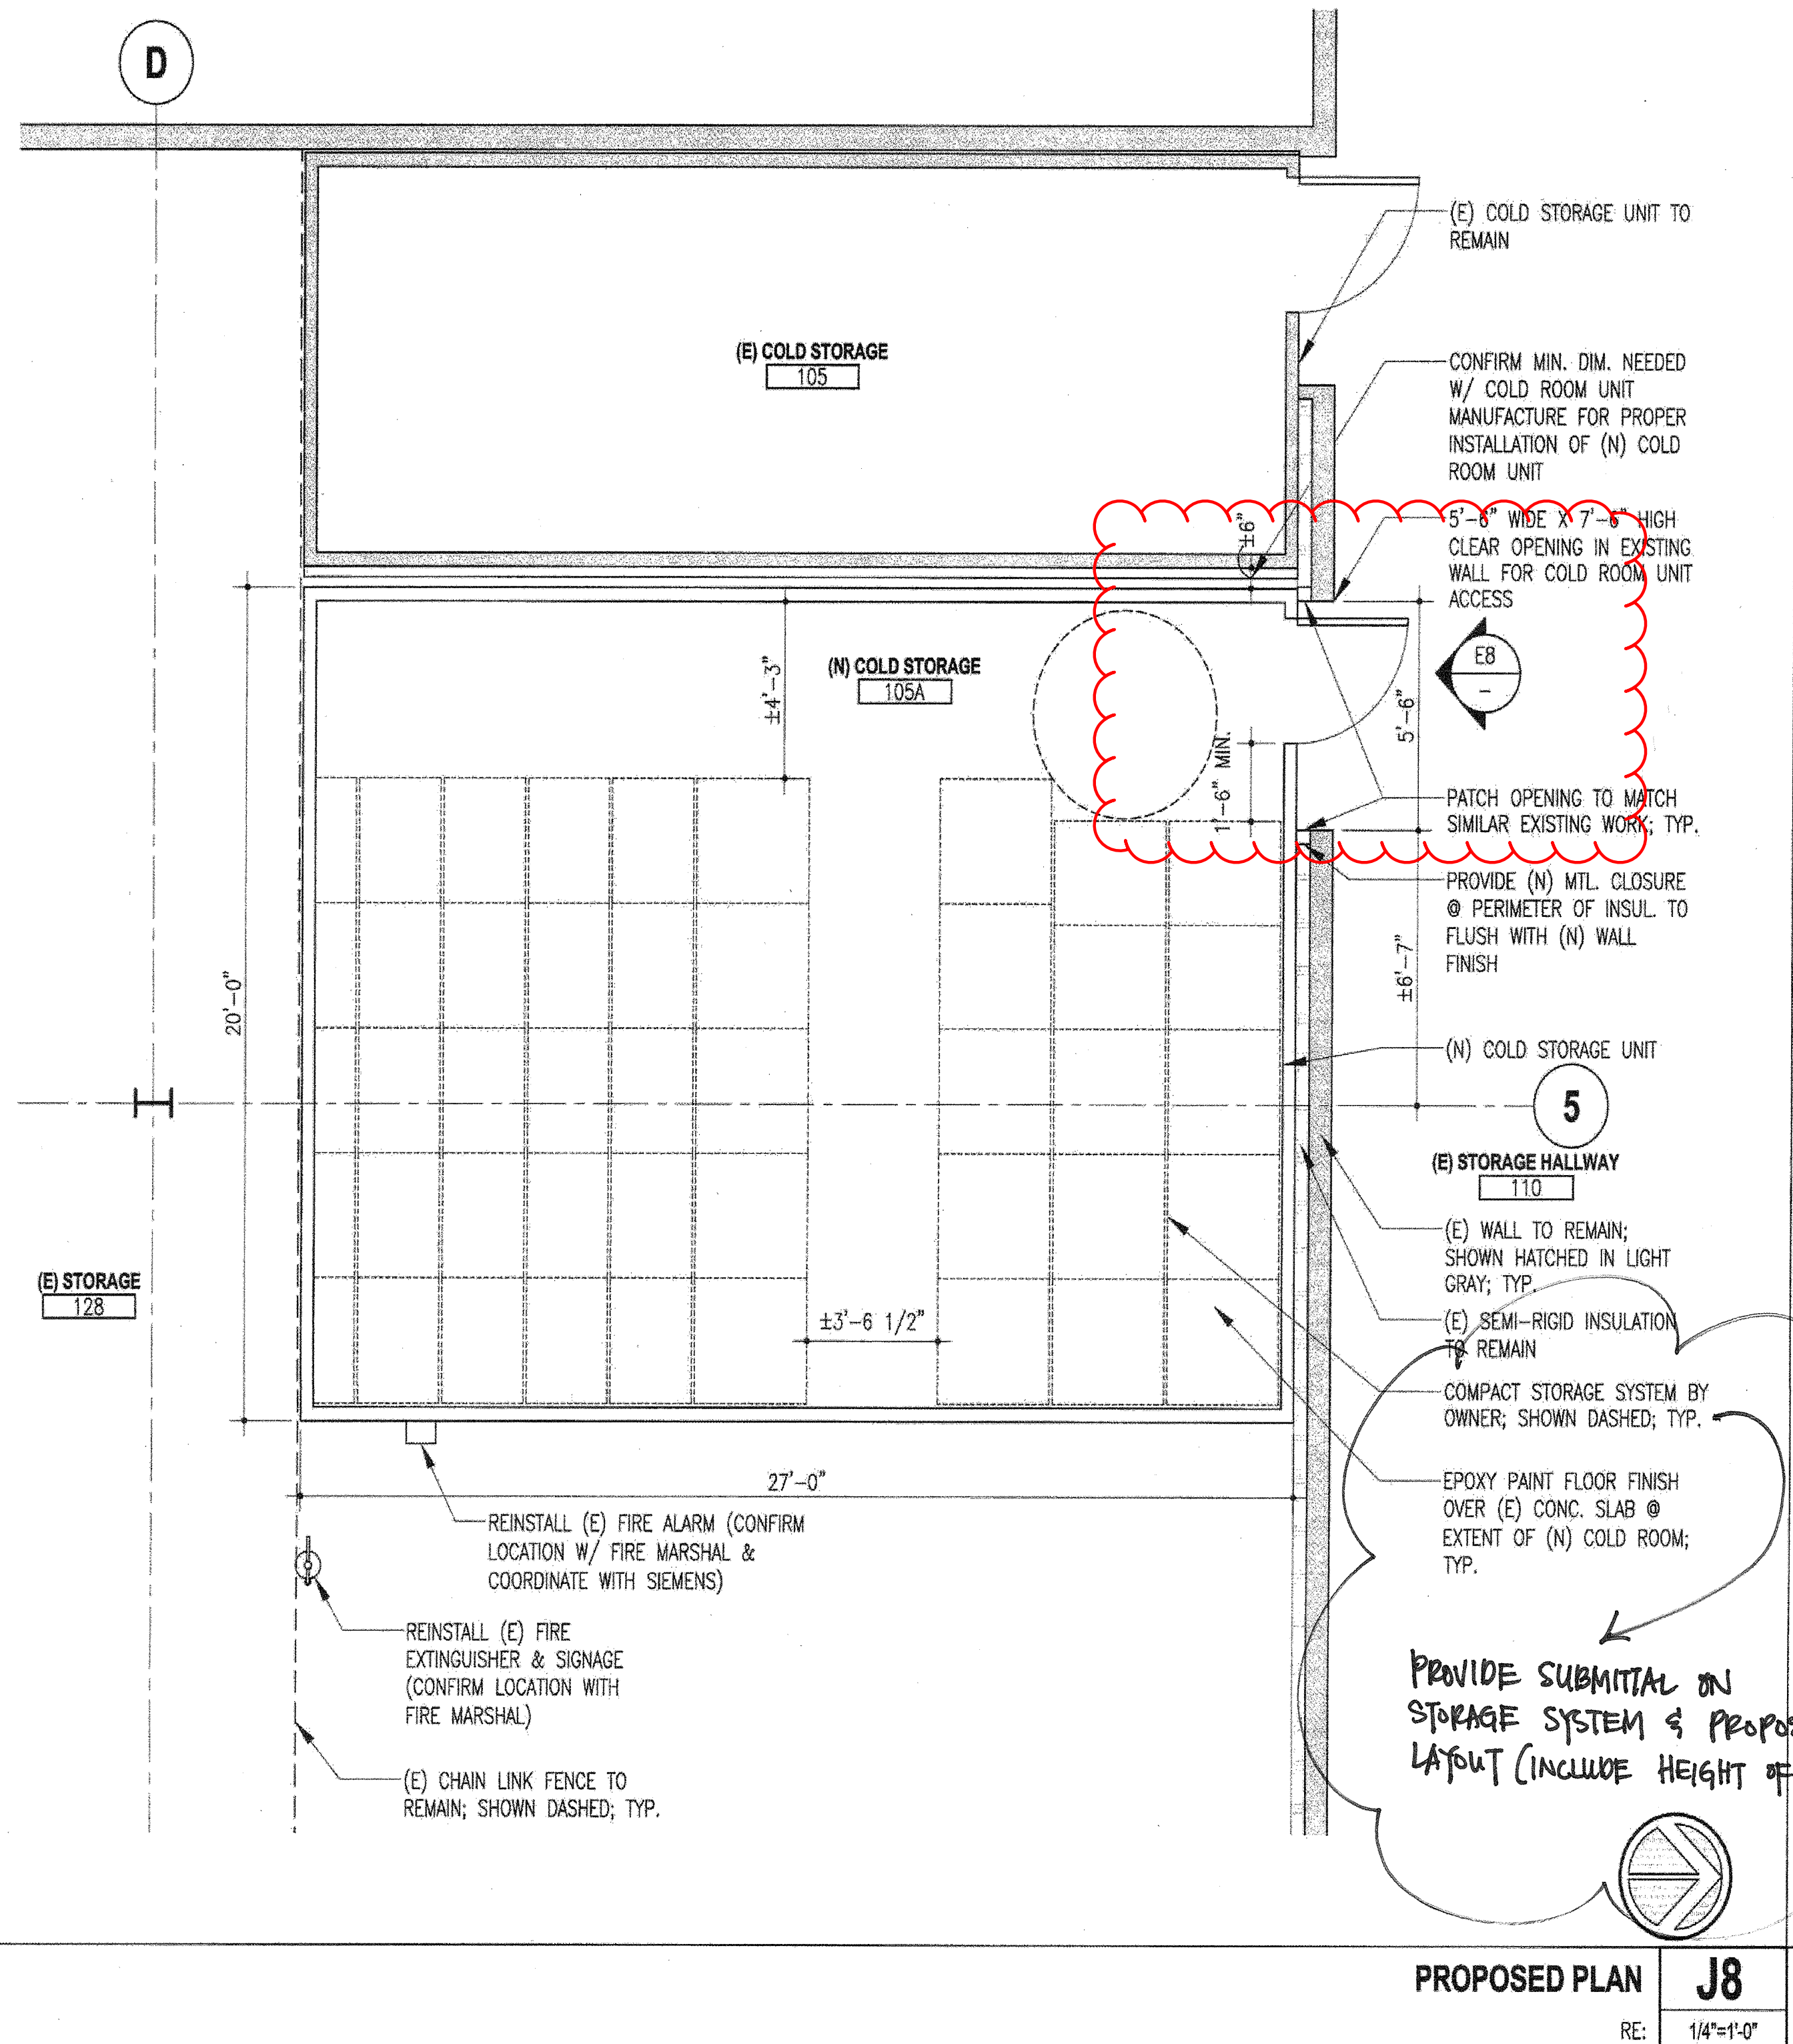 D
(E) COLD STORAGE UNIT TO
REMAIN
(E) COLD STORAGE
105
CONFIRM MIN. DIM. NEEDED
W/ COLD ROOM UNIT
MANUFACTURE FOR PROPER
INSTALLATION OF (N) COLD
ROOM UNIT
±6"
5'-6" WIDE X 7'-6" HIGH
CLEAR OPENING IN EXISTING
WALL FOR COLD ROOM UNIT
ACCESS
(N) COLD STORAGE
105A
±4'-3"
E8
-
5'-6"
1'-6" MIN.
PATCH OPENING TO MATCH
SIMILAR EXISTING WORK; TYP.
PROVIDE (N) MTL. CLOSURE
@ PERIMETER OF INSUL. TO
FLUSH WITH (N) WALL
FINISH
±6'-7"
20'-0"
(N) COLD STORAGE UNIT
5
(E) STORAGE HALLWAY
110
(E) WALL TO REMAIN;
SHOWN HATCHED IN LIGHT
GRAY; TYP.
(E) STORAGE
128
±3'-6 1/2"
(E) SEMI-RIGID INSULATION
TO REMAIN
COMPACT STORAGE SYSTEM BY
OWNER; SHOWN DASHED; TYP.
27'-0"
EPOXY PAINT FLOOR FINISH
OVER (E) CONC. SLAB @
EXTENT OF (N) COLD ROOM;
TYP.
REINSTALL (E) FIRE ALARM (CONFIRM
LOCATION W/ FIRE MARSHAL &
COORDINATE WITH SIEMENS)
REINSTALL (E) FIRE
EXTINGUISHER & SIGNAGE
(CONFIRM LOCATION WITH
FIRE MARSHAL)
PROVIDE SUBMITTAL ON
STORAGE SYSTEM & PROPOS
LAYOUT (INCLUDE HEIGHT OF
(E) CHAIN LINK FENCE TO
REMAIN; SHOWN DASHED; TYP.
PROPOSED PLAN
J8
RE:
1/4"=1'-0"